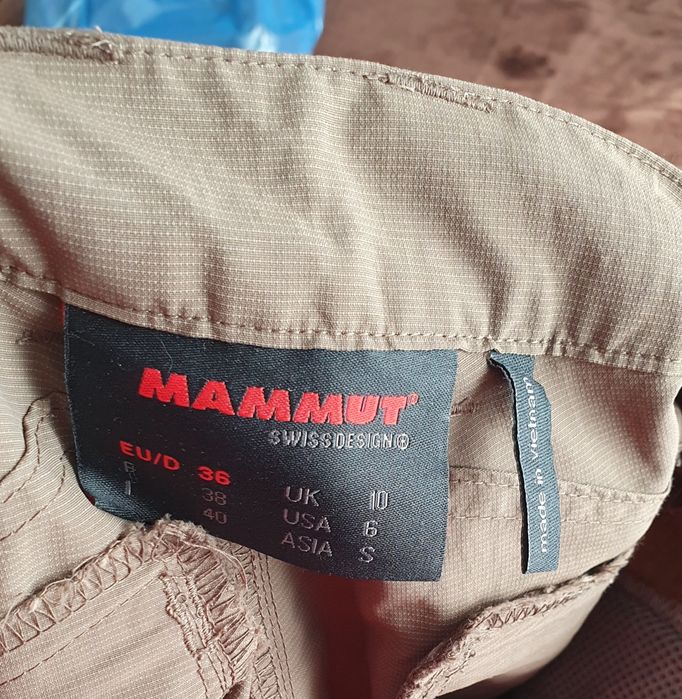 MAMMUT
SWISSDESIGN®
EU/D 36
38
I 40
UK 10
USA 6
ASIA S
made in vietnam